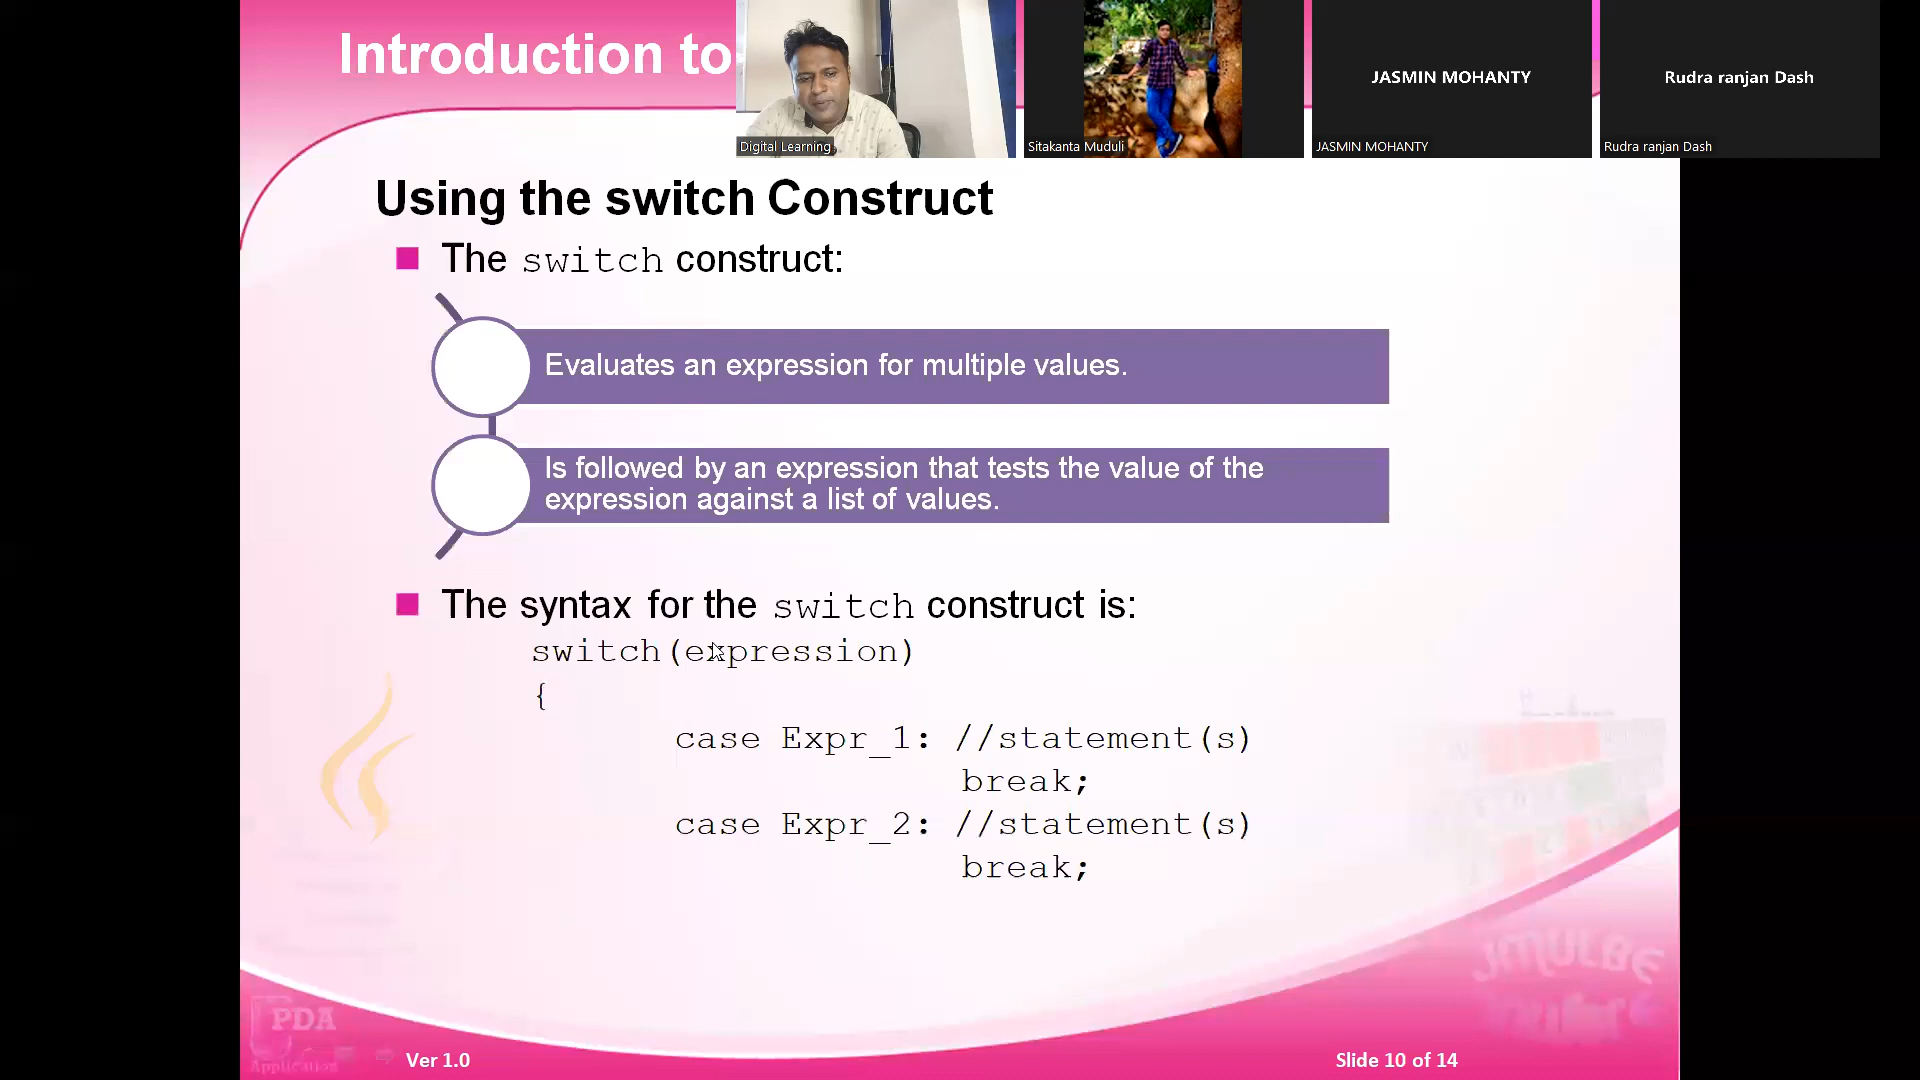 Introduction to
Digital Learning
Sitakanta Muduli
JASMIN MOHANTY
JASMIN MOHANTY
Rudra ranjan Dash
Rudra ranjan Dash
Using the switch Construct
The switch construct:
Evaluates an expression for multiple values.
Is followed by an expression that tests the value of the
expression against a list of values.
The syntax for the switch construct is:
switch(expression)
{
case Expr_1: //statement(s)
break;
case Expr_2: //statement(s)
break;
PDA
Application
Ver 1.0
Slide 10 of 14